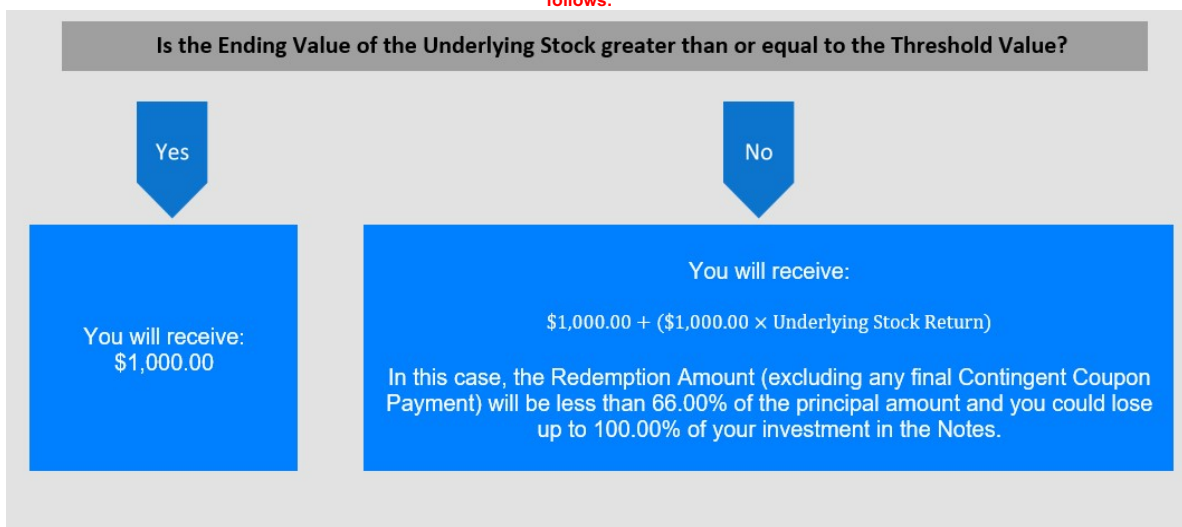 follows:
Is the Ending Value of the Underlying Stock greater than or equal to the Threshold Value?
Yes
No
You will receive:
$1,000.00
You will receive:
$1,000.00 + ($1,000.00 × Underlying Stock Return)
In this case, the Redemption Amount (excluding any final Contingent Coupon
Payment) will be less than 66.00% of the principal amount and you could lose
up to 100.00% of your investment in the Notes.